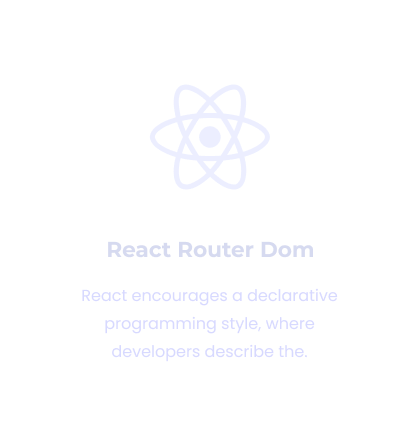 React Router Dom
React encourages a declarative
programming style, where
developers describe the.